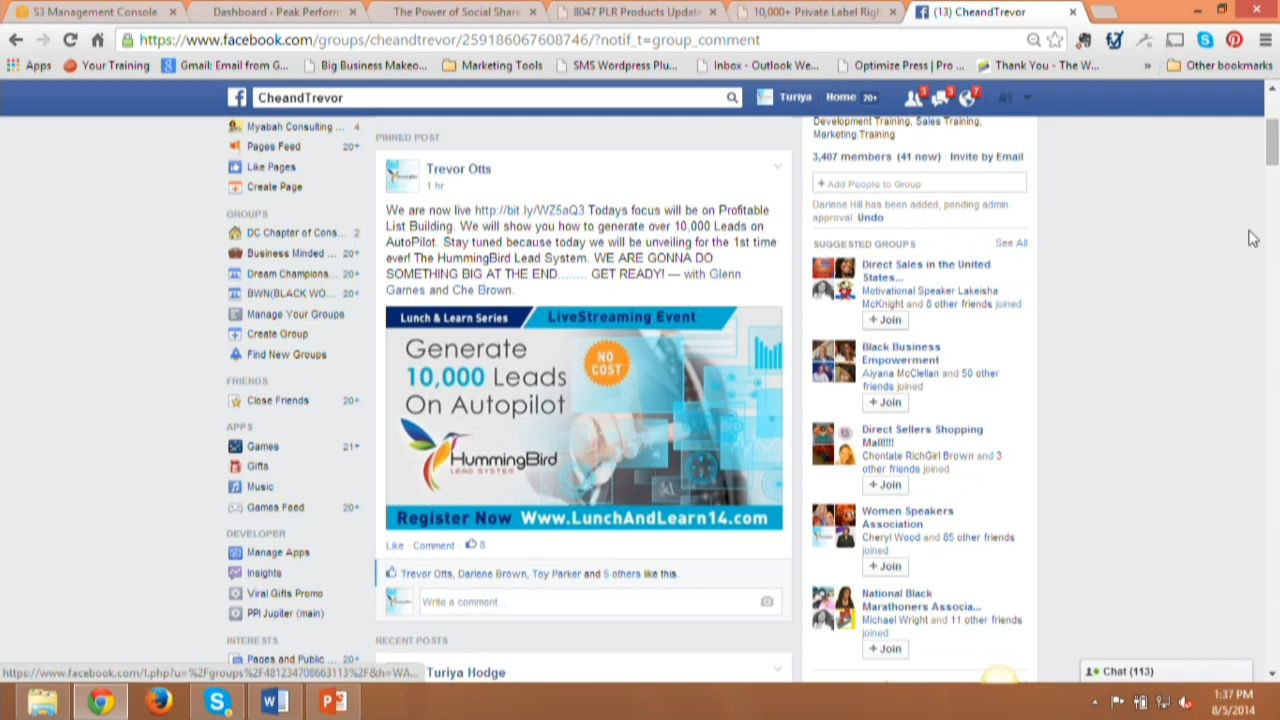 S3 Management Console
Dashboard ‹ Peak Perform
The Power of Social Share
8047 PLR Products Updat
10,000+ Private Label Righ
(13) CheandTrevor
https://www.facebook.com/groups/cheandtrevor/259186067608746/?notif_t=group_comment
Apps
Your Training
Gmail: Email from G...
Big Business Makeo...
Marketing Tools
SMS Wordpress Plu...
Inbox - Outlook We...
Optimize Press | Pro ...
Thank You - The W...
»
Other bookmarks
CheandTrevor
Turiya
Home 20+
3
3
7
Myabah Consulting ... 4
Pages Feed 20+
Like Pages
Create Page
GROUPS
DC Chapter of Cons... 2
Business Minded ... 20+
Dream Champions... 20+
BWN(BLACK WO... 20+
Manage Your Groups
Create Group
Find New Groups
FRIENDS
Close Friends 20+
APPS
Games 21+
Gifts
Music
Games Feed 20+
DEVELOPER
Manage Apps
Insights
Viral Gifts Promo
PPI Jupiter (main)
INTERESTS
Pages and Public ... 20+
PINNED POST
Trevor Otts
1 hr
We are now live http://bit.ly/WZ5aQ3 Todays focus will be on Profitable
List Building. We will show you how to generate over 10,000 Leads on
AutoPilot. Stay tuned because today we will be unveiling for the 1st time
ever! The HummingBird Lead System. WE ARE GONNA DO
SOMETHING BIG AT THE END........ GET READY! — with Glenn
Games and Che Brown.
Lunch & Learn Series
LiveStreaming Event
Generate
10,000 Leads
On Autopilot
NO
COST
HummingBird
LEAD SYSTEM
Register Now Www.LunchAndLearn14.com
Like · Comment · 8
Trevor Otts, Darlene Brown, Toy Parker and 5 others like this.
Write a comment...
RECENT POSTS
Turiya Hodge
Development Training, Sales Training,
Marketing Training
3,407 members (41 new) Invite by Email
+ Add People to Group
Darlene Hill has been added, pending admin
approval. Undo
SUGGESTED GROUPS See All
Direct Sales in the United
States...
Motivational Speaker Lakeisha
McKnight and 8 other friends joined
+ Join
Black Business
Empowerment
Aiyana McClellan and 50 other
friends joined
+ Join
Direct Sellers Shopping
Mall!!!!
Chontate RichGirl Brown and 3
other friends joined
+ Join
Women Speakers
Association
Cheryl Wood and 85 other friends
joined
+ Join
National Black
Marathoners Associa...
Michael Wright and 11 other friends
joined
+ Join
Chat (113)
https://www.facebook.com/l.php?u=%2Fgroups%2F481234708663113%2F&h=WA...
1:37 PM
8/5/2014